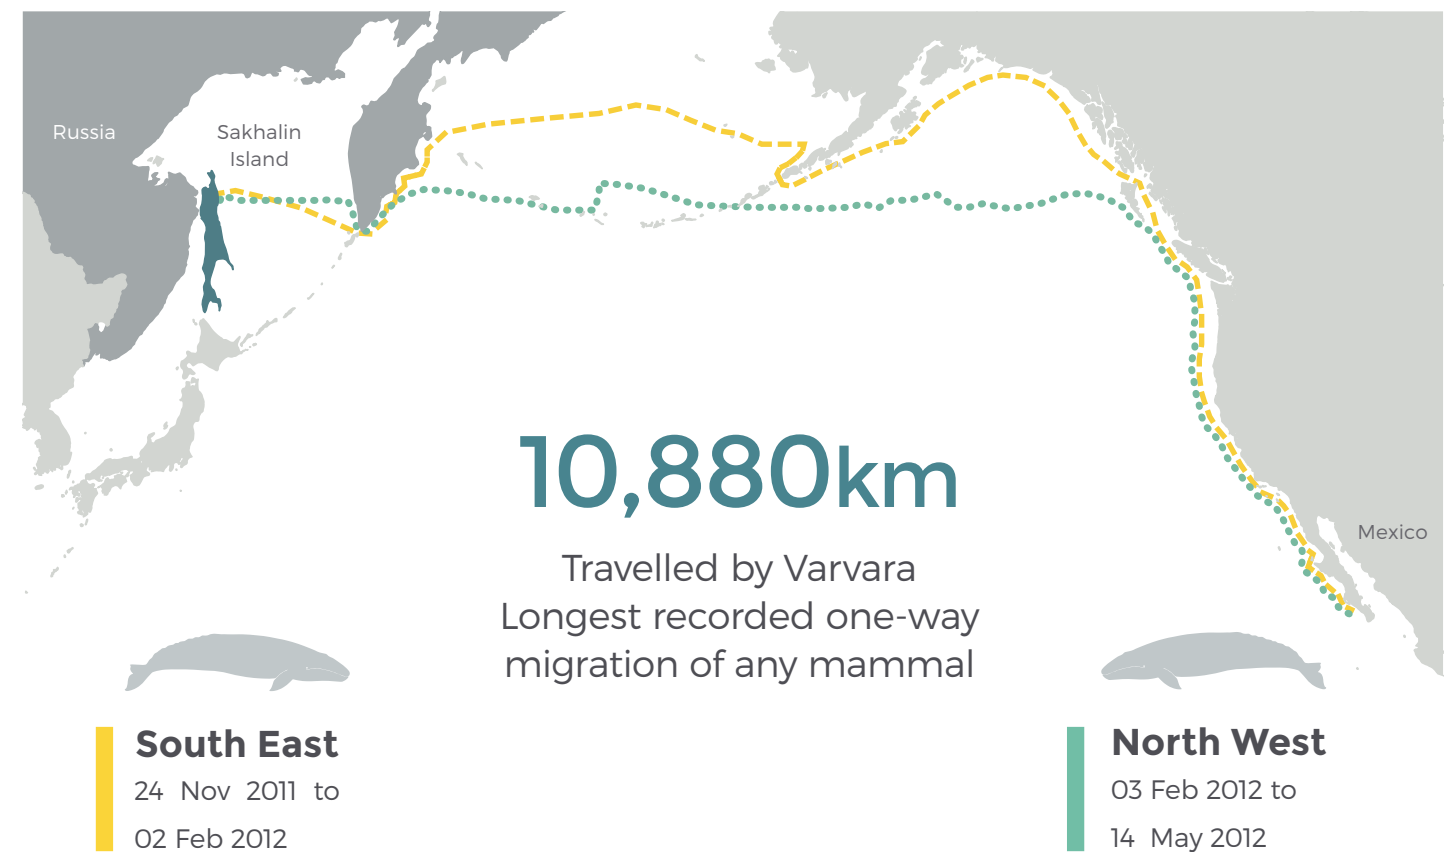 Russia
Sakhalin
Island
10,880km
Travelled by Varvara
Longest recorded one-way
migration of any mammal
Mexico
South East
24 Nov 2011 to
02 Feb 2012
North West
03 Feb 2012 to
14 May 2012